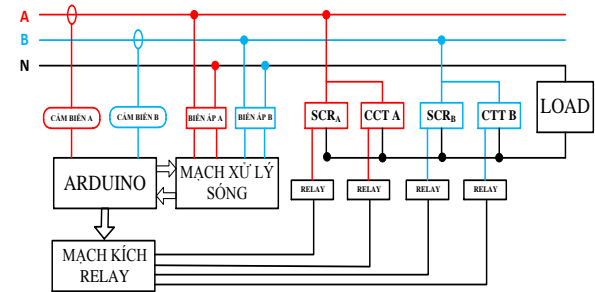 A
B
N
CẢM BIẾN A
CẢM BIẾN B
BIẾN ÁP A
BIẾN ÁP B
SCRA
CCT A
SCRB
CTT B
LOAD
ARDUINO
MẠCH XỬ LÝ
SÓNG
RELAY
RELAY
RELAY
RELAY
MẠCH KÍCH
RELAY